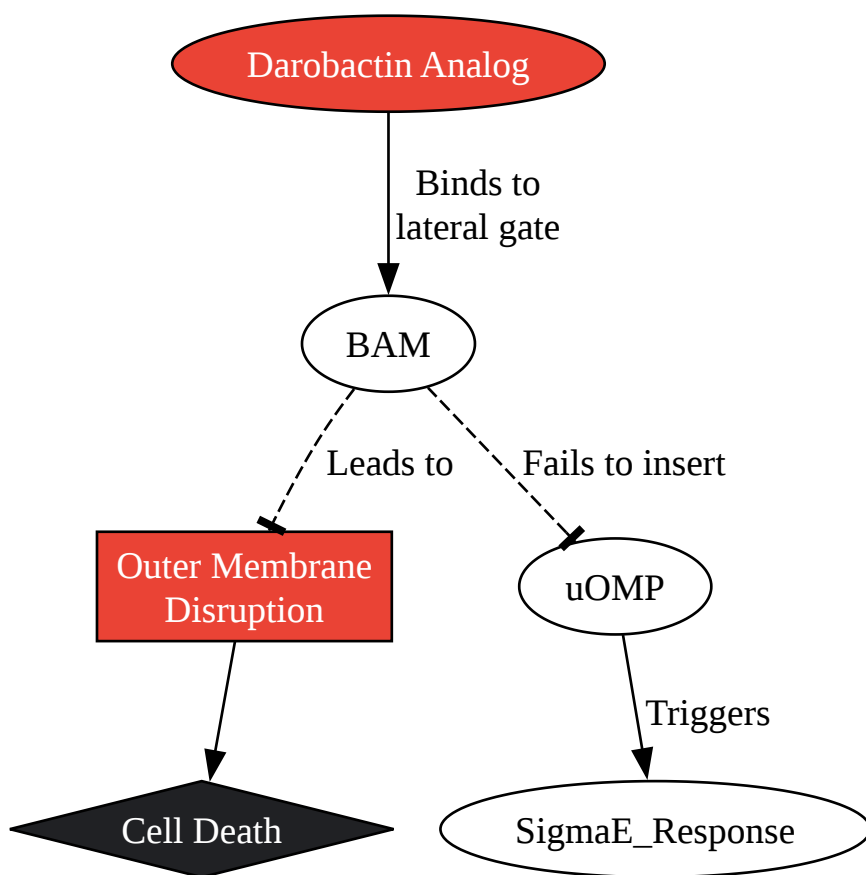 Darobactin Analog
Binds to
lateral gate
BAM
Leads to
Fails to insert
Outer Membrane
Disruption
uOMP
Triggers
Cell Death
SigmaE_Response